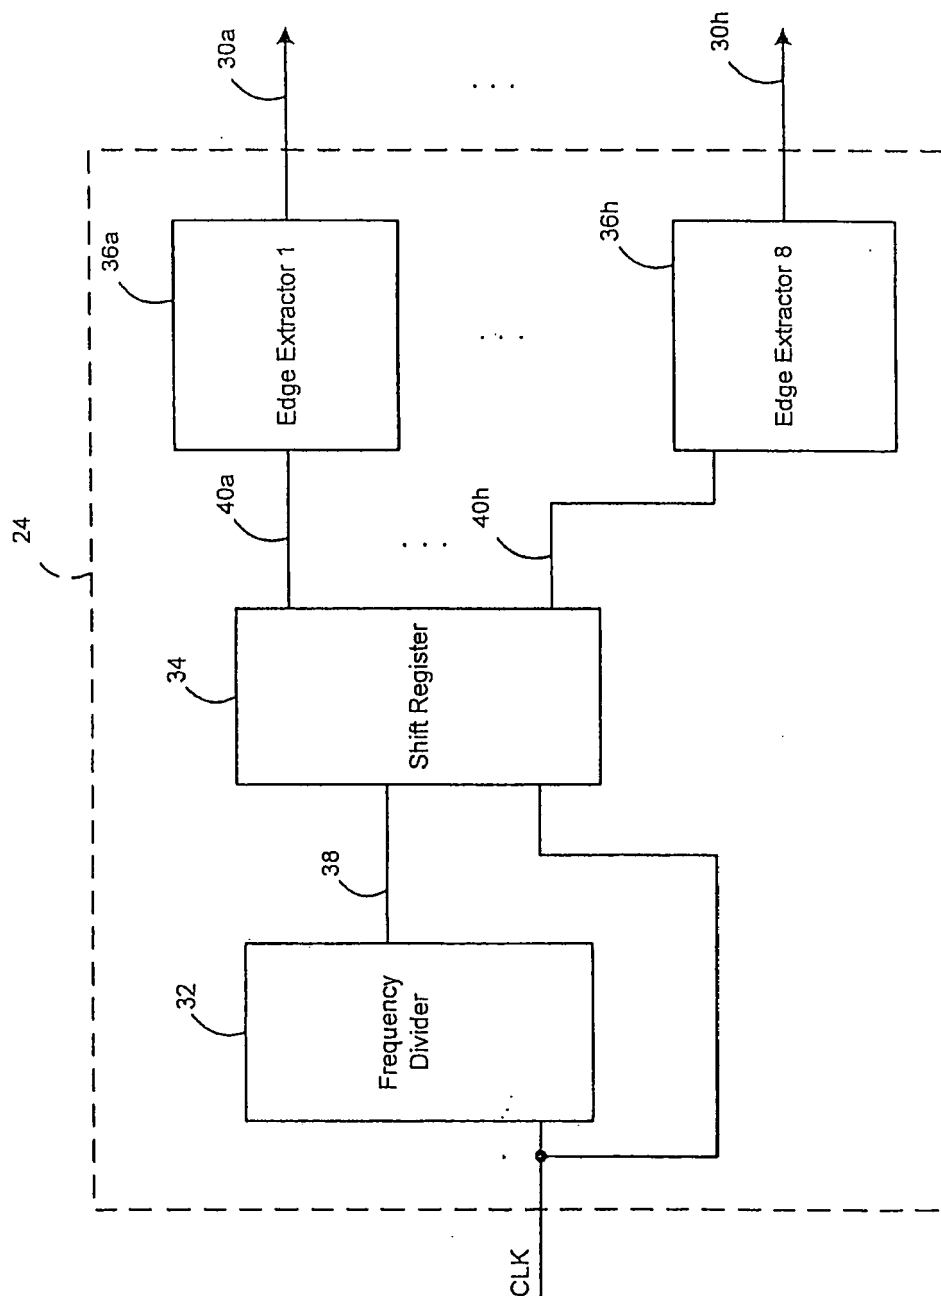 24
CLK
32
Frequency
Divider
38
34
Shift Register
40a
. . .
40h
36a
Edge Extractor 1
. . .
36h
Edge Extractor 8
30a
. . .
30h